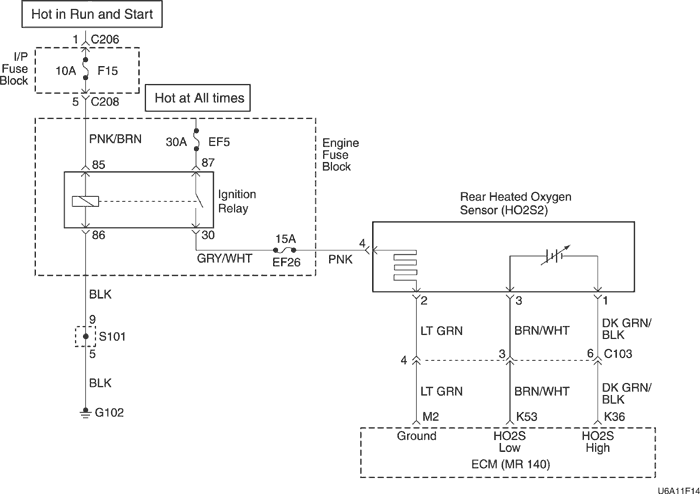 Hot in Run and Start
1 C206
I/P
Fuse
Block
10A F15
5 C208
Hot at All times
PNK/BRN
30A EF5
Engine
Fuse
Block
85
87
Ignition
Relay
86
30
GRY/WHT
15A
EF26
PNK
4
Rear Heated Oxygen
Sensor (HO2S2)
2
3
1
BLK
9
S101
5
BLK
G102
LT GRN
BRN/WHT
DK GRN/
BLK
4
3
6 C103
LT GRN
BRN/WHT
DK GRN/
BLK
M2
K53
K36
Ground
HO2S
Low
HO2S
High
ECM (MR 140)
U6A11F14